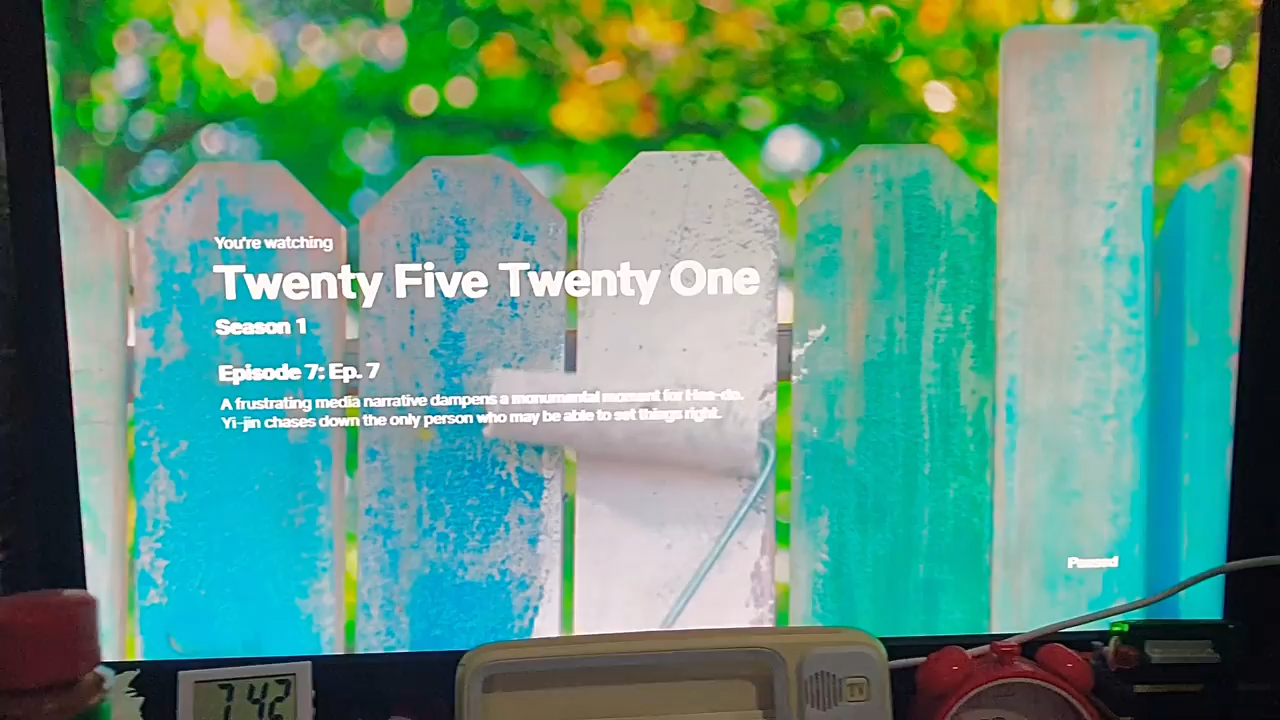 You're watching
Twenty Five Twenty One
Season 1
Episode 7: Ep. 7
A frustrating media narrative dampens a monumental moment for Hee-do.
Yi-jin chases down the only person who may be able to set things right.
Paused
7:42
TV